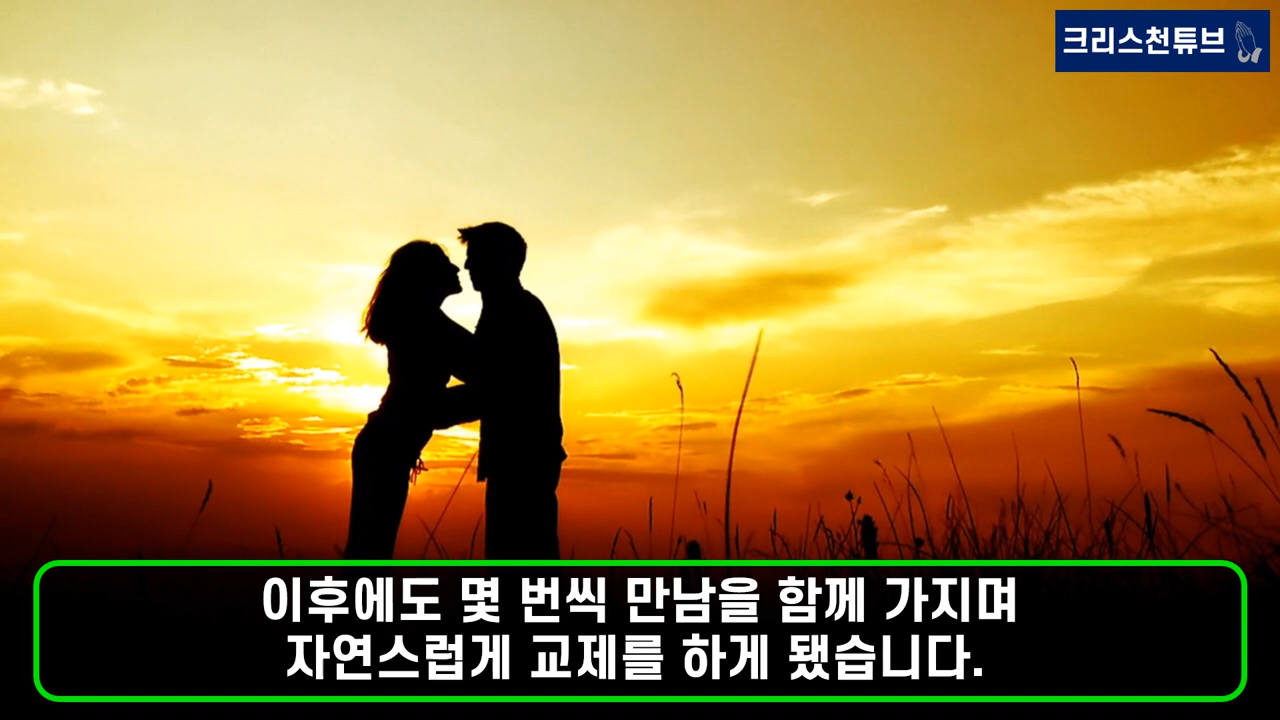 크리스천튜브
이후에도 몇 번씩 만남을 함께 가지며
자연스럽게 교제를 하게 됐습니다.